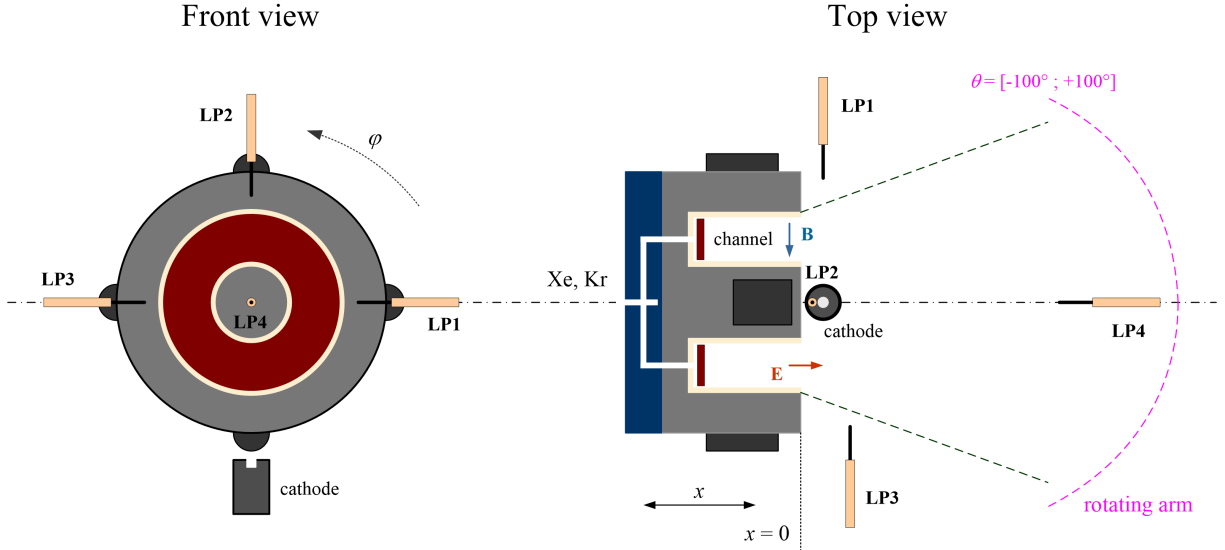 Front view
Top view
LP2
φ
LP3
LP4
LP1
cathode
θ = [-100° ; +100°]
LP1
channel
B
Xe, Kr
LP2
cathode
LP4
E
LP3
x
x = 0
rotating arm